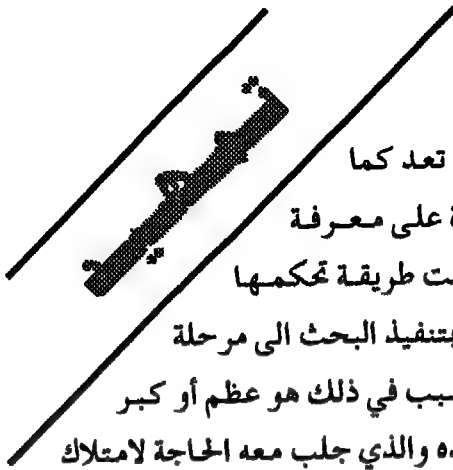 تمهيد
تعد كما
ة على معرفة
ت طريقة تحكمها
بتنفيذ البحث الى مرحلة
سبب في ذلك هو عظم أو كبر
ه والذي جلب معه الحاجة لامتلاك